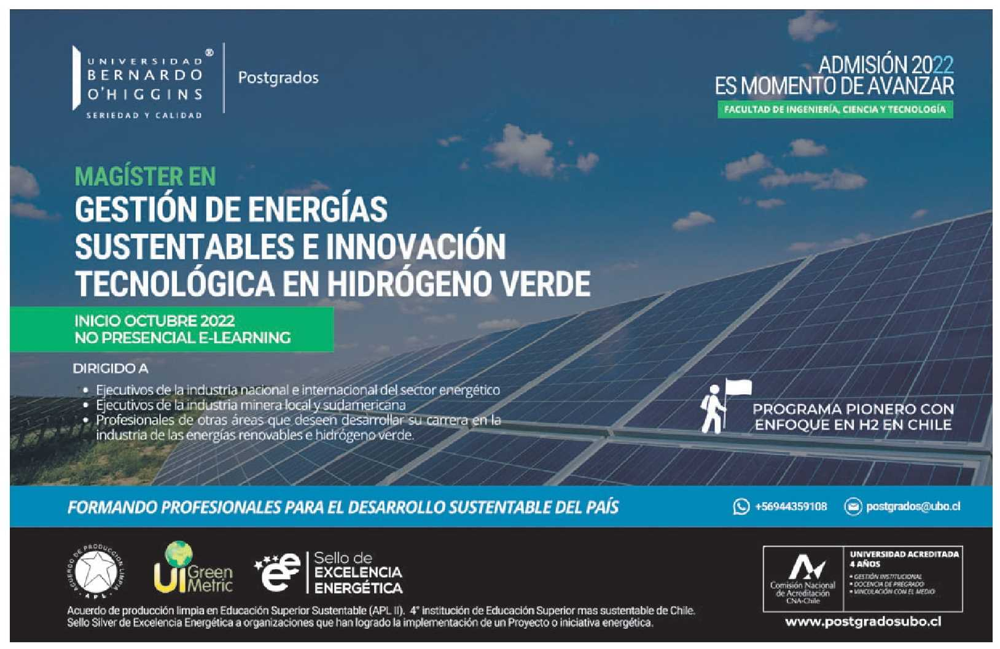 UNIVERSIDAD ®
BERNARDO
O'HIGGINS
SERIEDAD Y CALIDAD
Postgrados
ADMISIÓN 2022
ES MOMENTO DE AVANZAR
FACULTAD DE INGENIERÍA, CIENCIA Y TECNOLOGÍA
MAGÍSTER EN
GESTIÓN DE ENERGÍAS
SUSTENTABLES E INNOVACIÓN
TECNOLÓGICA EN HIDRÓGENO VERDE
INICIO OCTUBRE 2022
NO PRESENCIAL E-LEARNING
DIRIGIDO A
• Ejecutivos de la industria nacional e internacional del sector energético
• Ejecutivos de la industria minera local y sudamericana
• Profesionales de otras áreas que deseen desarrollar su carrera en la
industria de las energías renovables e hidrógeno verde.
PROGRAMA PIONERO CON
ENFOQUE EN H2 EN CHILE
FORMANDO PROFESIONALES PARA EL DESARROLLO SUSTENTABLE DEL PAÍS
+56944359108
postgrados@ubo.cl
ACUERDO DE PRODUCCION LIMPIA
• A P L •
UI Green
Metric
eee
Sello de
EXCELENCIA
ENERGÉTICA
Acuerdo de producción limpia en Educación Superior Sustentable (APL II). 4° institución de Educación Superior mas sustentable de Chile.
Sello Silver de Excelencia Energética a organizaciones que han logrado la implementación de un Proyecto o iniciativa energética.
Comisión Nacional
de Acreditación
CNA-Chile
UNIVERSIDAD ACREDITADA
4 AÑOS
• GESTIÓN INSTITUCIONAL
• DOCENCIA DE PREGRADO
• VINCULACIÓN CON EL MEDIO
www.postgradosubo.cl